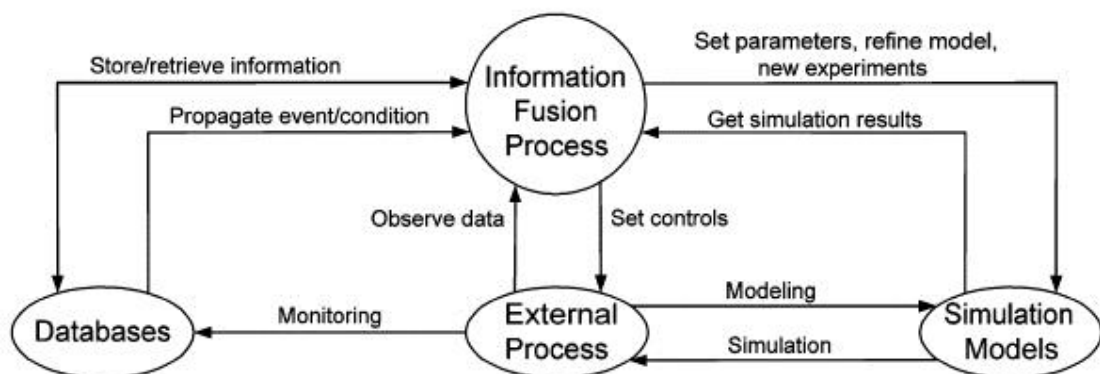 Store/retrieve information
Propagate event/condition
Information
Fusion
Process
Set parameters, refine model,
new experiments
Get simulation results
Observe data
Set controls
Databases
Monitoring
External
Process
Modeling
Simulation
Simulation
Models